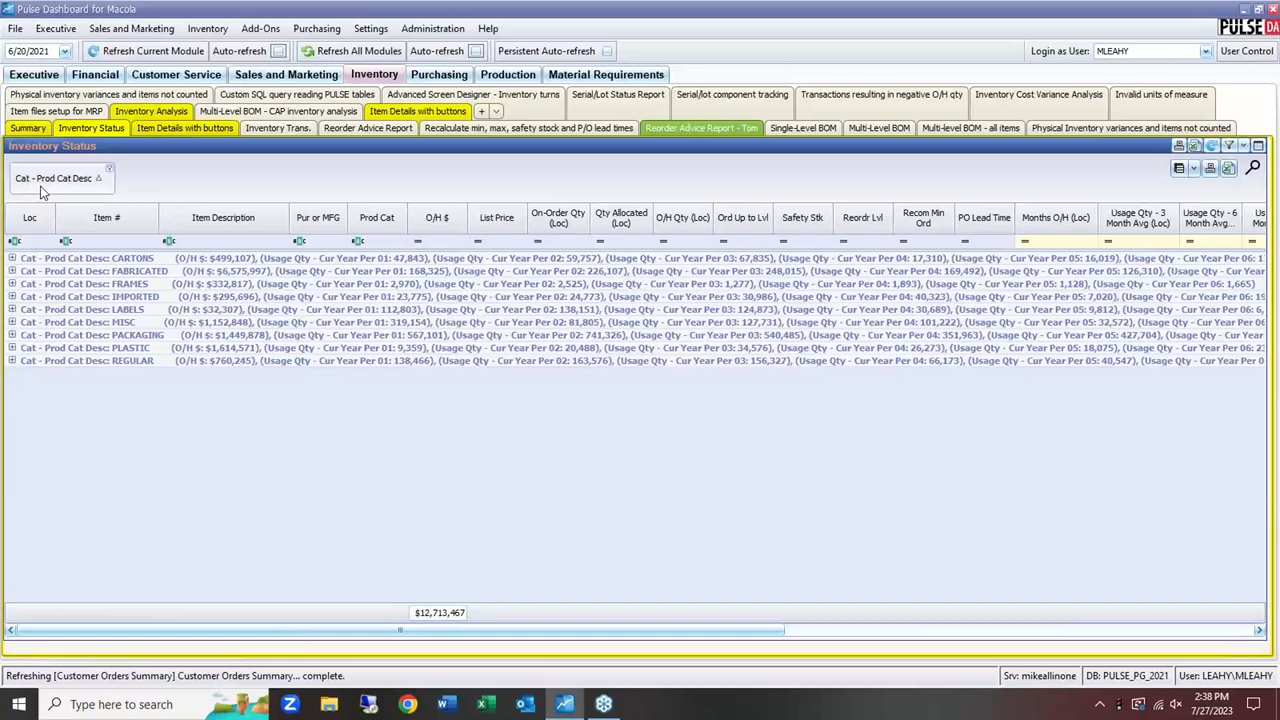 Pulse Dashboard for Macola
File Executive Sales and Marketing Inventory Add-Ons Purchasing Settings Administration Help
PULSE DA
6/20/2021 Refresh Current Module Auto-refresh Refresh All Modules Auto-refresh Persistent Auto-refresh Login as User: MLEAHY User Control
Executive Financial Customer Service Sales and Marketing Inventory Purchasing Production Material Requirements
Physical inventory variances and items not counted Custom SQL query reading PULSE tables Advanced Screen Designer - Inventory turns Serial/Lot Status Report Serial/lot component tracking Transactions resulting in negative O/H qty Inventory Cost Variance Analysis Invalid units of measure
Item files setup for MRP Inventory Analysis Multi-Level BOM - CAP inventory analysis Item Details with buttons +
Summary Inventory Status Item Details with buttons Inventory Trans. Reorder Advice Report Recalculate min, max, safety stock and P/O lead times Reorder Advice Report - Tom Single-Level BOM Multi-Level BOM Multi-level BOM - all items Physical Inventory variances and items not counted
Inventory Status
Cat - Prod Cat Desc
Loc Item # Item Description Pur or MFG Prod Cat O/H $ List Price On-Order Qty (Loc) Qty Allocated (Loc) O/H Qty (Loc) Ord Up to Lvl Safety Stk Reordr Lvl Recom Min Ord PO Lead Time Months O/H (Loc) Usage Qty - 3 Month Avg (Loc) Usage Qty - 6 Month Avg... Us
= = = = = = = = = = = = = =
Cat - Prod Cat Desc: CARTONS (O/H $: $499,107), (Usage Qty - Cur Year Per 01: 47,843), (Usage Qty - Cur Year Per 02: 59,757), (Usage Qty - Cur Year Per 03: 67,835), (Usage Qty - Cur Year Per 04: 17,310), (Usage Qty - Cur Year Per 05: 16,019), (Usage Qty - Cur Year Per 06: 1
Cat - Prod Cat Desc: FABRICATED (O/H $: $6,575,997), (Usage Qty - Cur Year Per 01: 168,325), (Usage Qty - Cur Year Per 02: 226,107), (Usage Qty - Cur Year Per 03: 248,015), (Usage Qty - Cur Year Per 04: 169,492), (Usage Qty - Cur Year Per 05: 126,310), (Usage Qty - Cur Year Per
Cat - Prod Cat Desc: FRAMES (O/H $: $332,817), (Usage Qty - Cur Year Per 01: 2,970), (Usage Qty - Cur Year Per 02: 2,525), (Usage Qty - Cur Year Per 03: 1,277), (Usage Qty - Cur Year Per 04: 1,893), (Usage Qty - Cur Year Per 05: 1,128), (Usage Qty - Cur Year Per 06: 1,665)
Cat - Prod Cat Desc: IMPORTED (O/H $: $295,696), (Usage Qty - Cur Year Per 01: 23,775), (Usage Qty - Cur Year Per 02: 24,773), (Usage Qty - Cur Year Per 03: 30,986), (Usage Qty - Cur Year Per 04: 40,323), (Usage Qty - Cur Year Per 05: 7,020), (Usage Qty - Cur Year Per 06: 19
Cat - Prod Cat Desc: LABELS (O/H $: $32,307), (Usage Qty - Cur Year Per 01: 112,803), (Usage Qty - Cur Year Per 02: 138,151), (Usage Qty - Cur Year Per 03: 124,873), (Usage Qty - Cur Year Per 04: 30,689), (Usage Qty - Cur Year Per 05: 9,812), (Usage Qty - Cur Year Per 06: 6,
Cat - Prod Cat Desc: MISC (O/H $: $1,152,848), (Usage Qty - Cur Year Per 01: 319,154), (Usage Qty - Cur Year Per 02: 81,805), (Usage Qty - Cur Year Per 03: 127,731), (Usage Qty - Cur Year Per 04: 101,222), (Usage Qty - Cur Year Per 05: 32,572), (Usage Qty - Cur Year Per 06:
Cat - Prod Cat Desc: PACKAGING (O/H $: $1,449,878), (Usage Qty - Cur Year Per 01: 567,101), (Usage Qty - Cur Year Per 02: 741,326), (Usage Qty - Cur Year Per 03: 540,485), (Usage Qty - Cur Year Per 04: 351,963), (Usage Qty - Cur Year Per 05: 427,704), (Usage Qty - Cur Year Per
Cat - Prod Cat Desc: PLASTIC (O/H $: $1,614,571), (Usage Qty - Cur Year Per 01: 9,359), (Usage Qty - Cur Year Per 02: 20,488), (Usage Qty - Cur Year Per 03: 34,576), (Usage Qty - Cur Year Per 04: 26,273), (Usage Qty - Cur Year Per 05: 18,075), (Usage Qty - Cur Year Per 06: 23
Cat - Prod Cat Desc: REGULAR (O/H $: $760,245), (Usage Qty - Cur Year Per 01: 138,466), (Usage Qty - Cur Year Per 02: 163,576), (Usage Qty - Cur Year Per 03: 156,327), (Usage Qty - Cur Year Per 04: 66,173), (Usage Qty - Cur Year Per 05: 40,547), (Usage Qty - Cur Year Per 06:
$12,713,467
Refreshing [Customer Orders Summary] Customer Orders Summary... complete. Srv: mikeallinone DB: PULSE_PG_2021 User: LEAHY\MLEAHY
Type here to search
2:38 PM
7/27/2023